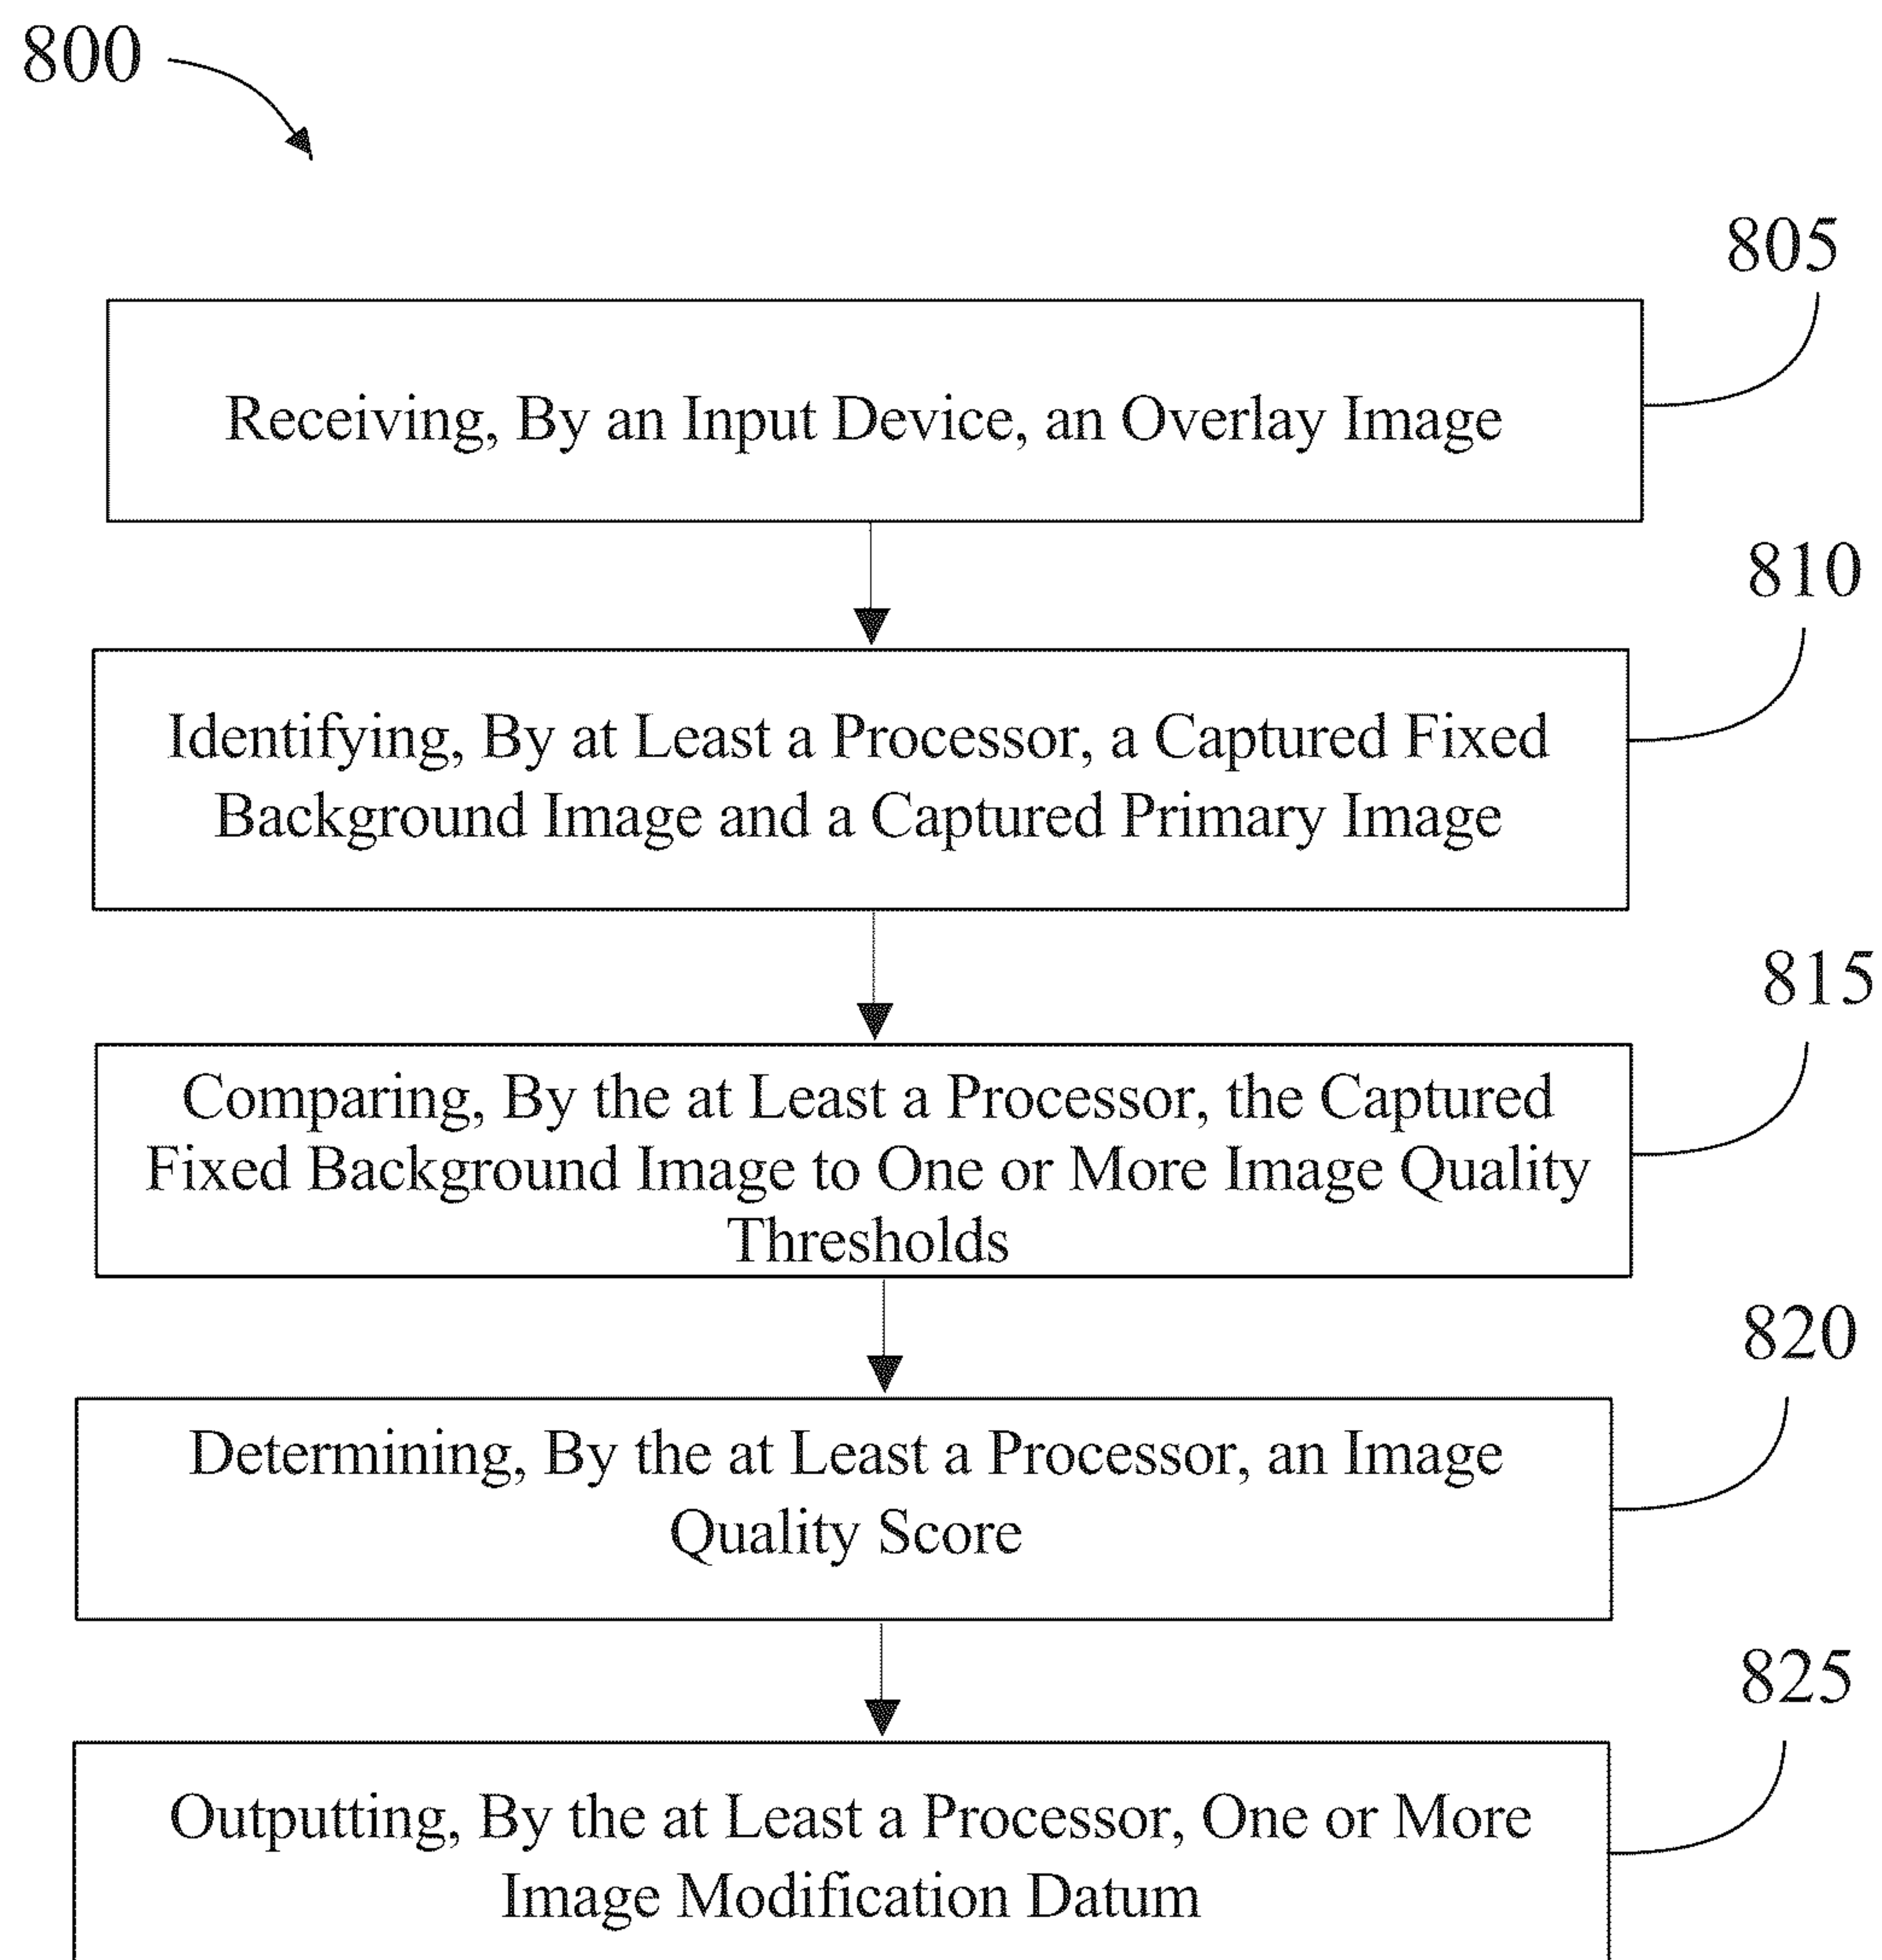 800
805
Receiving, By an Input Device, an Overlay Image
810
Identifying, By at Least a Processor, a Captured Fixed
Background Image and a Captured Primary Image
815
Comparing, By the at Least a Processor, the Captured
Fixed Background Image to One or More Image Quality
Thresholds
820
Determining, By the at Least a Processor, an Image
Quality Score
825
Outputting, By the at Least a Processor, One or More
Image Modification Datum